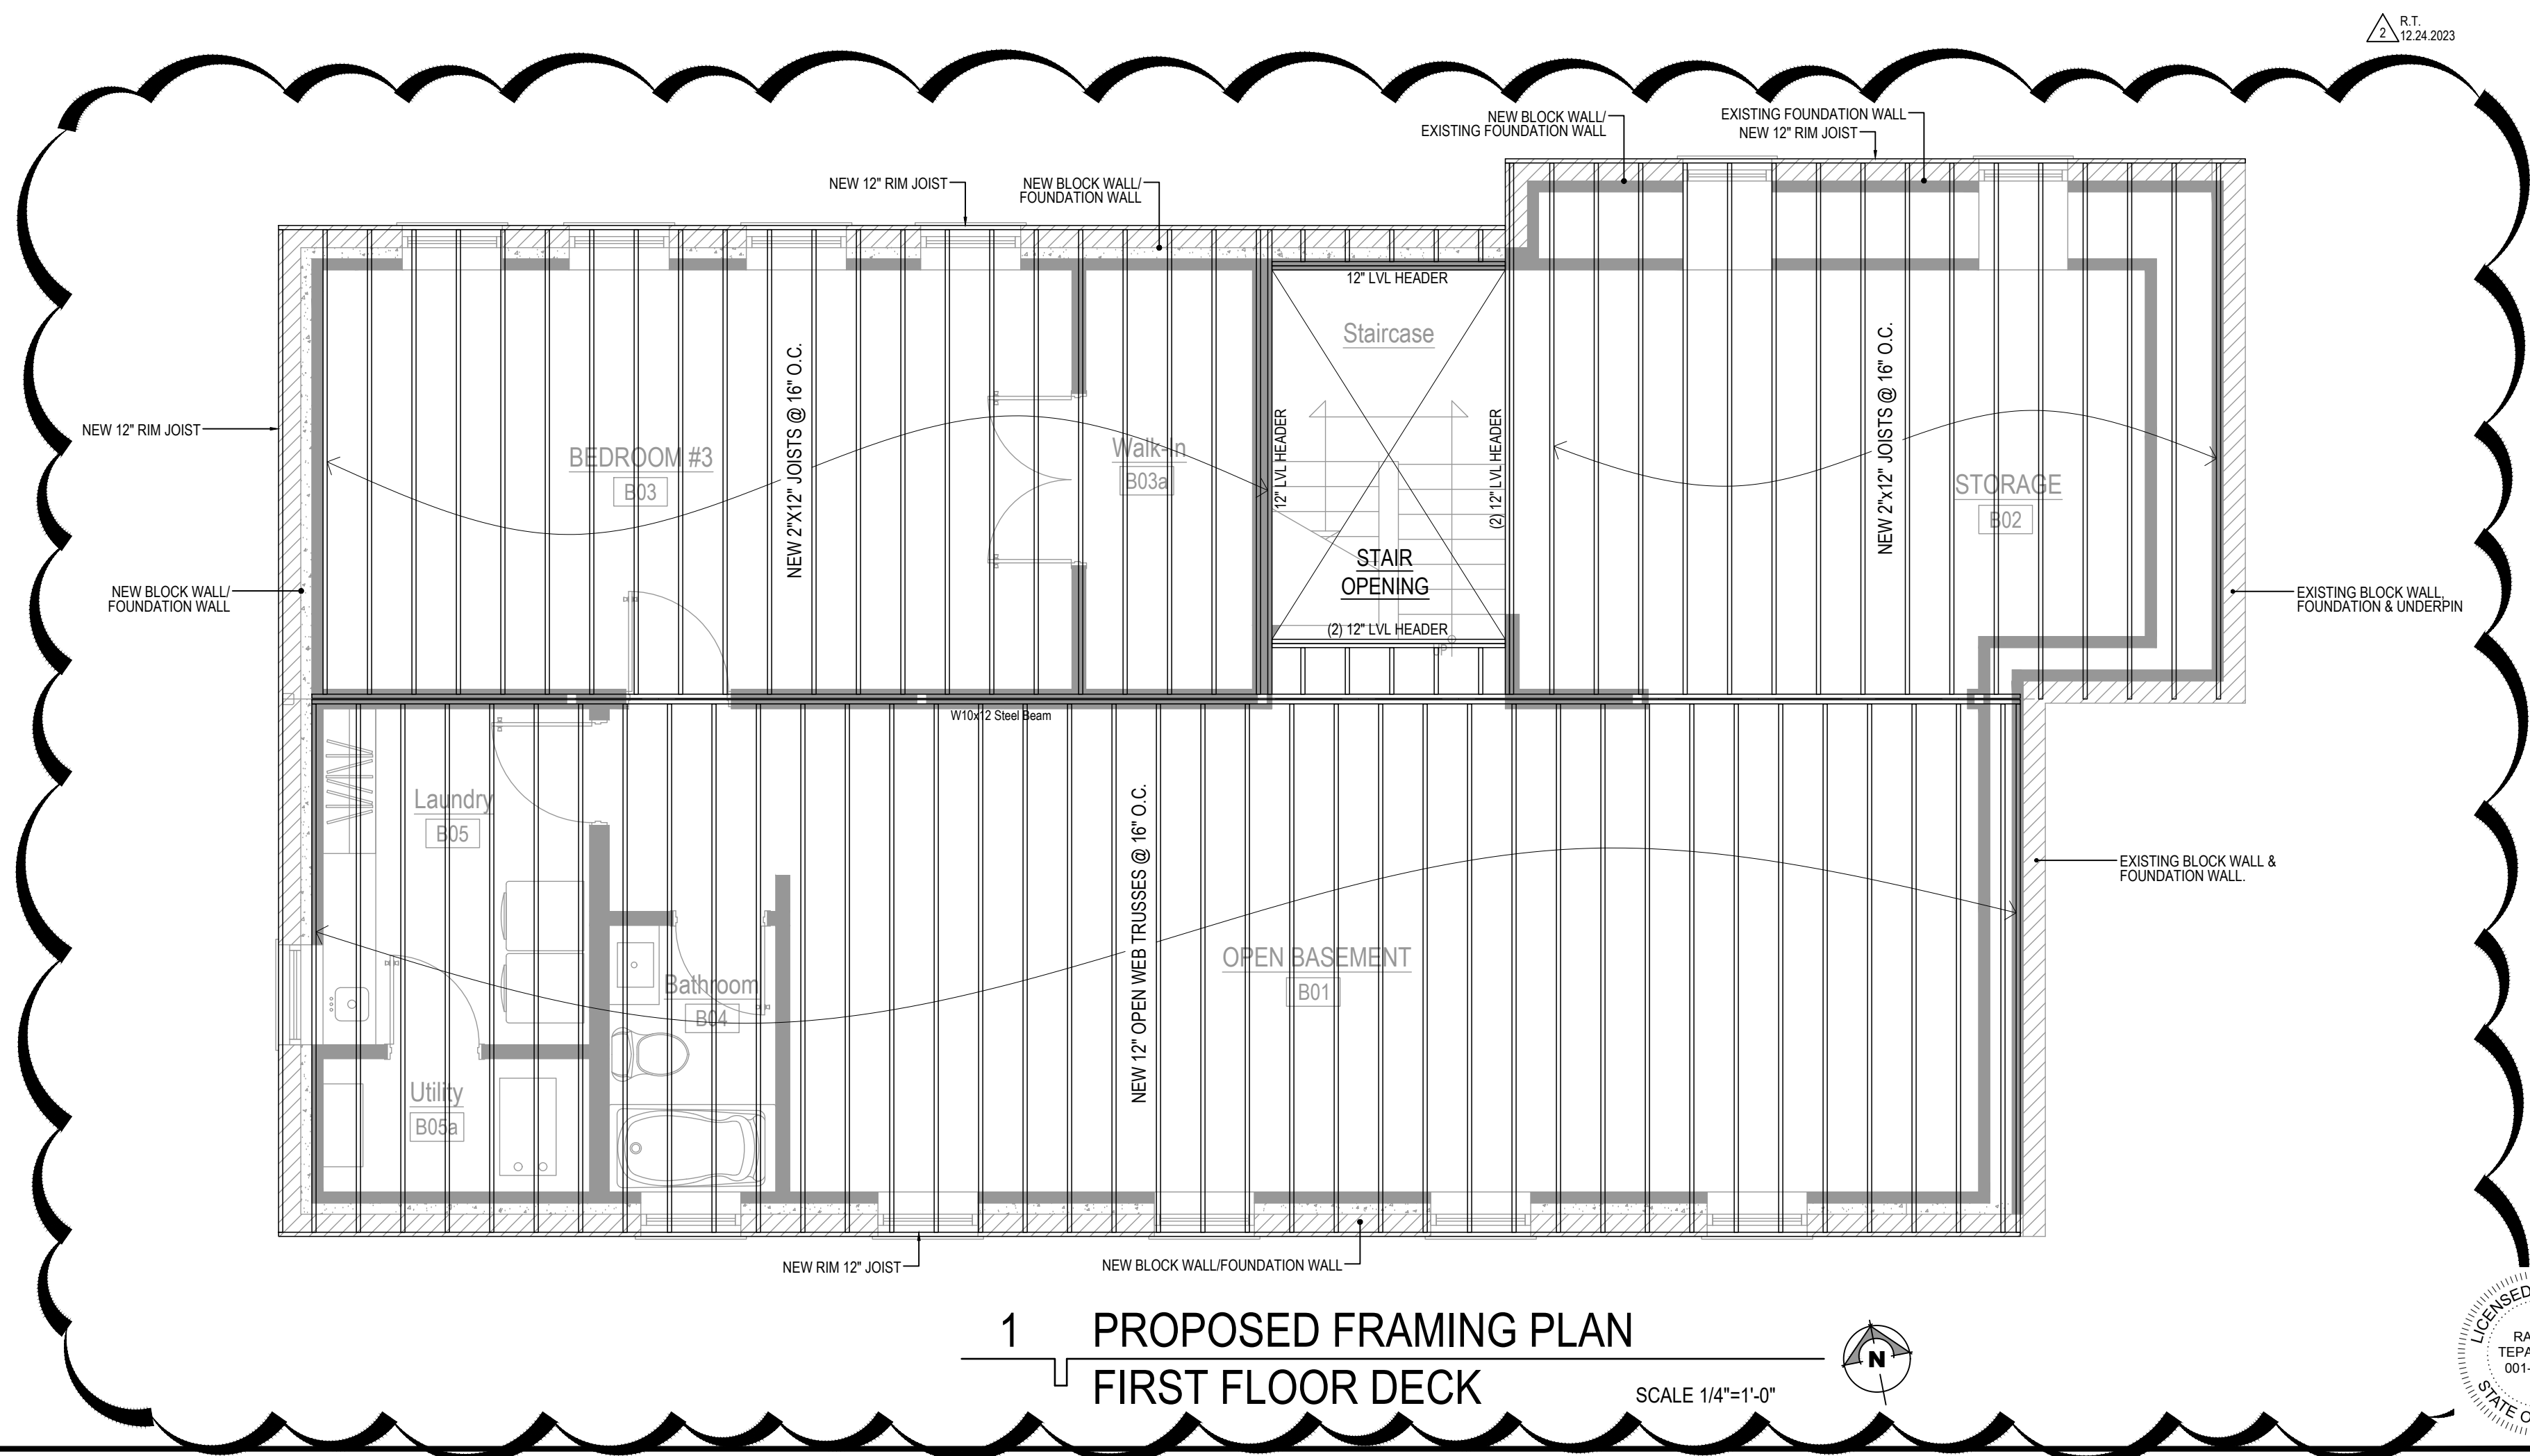 R.T.
2 12.24.2023
NEW BLOCK WALL/
EXISTING FOUNDATION WALL
EXISTING FOUNDATION WALL
NEW 12" RIM JOIST
NEW 12" RIM JOIST
NEW BLOCK WALL/
FOUNDATION WALL
12" LVL HEADER
Staircase
NEW 2"X12" JOISTS @ 16" O.C.
NEW 2"x12" JOISTS @ 16" O.C.
NEW 12" RIM JOIST
12" LVL HEADER
(2) 12" LVL HEADER
BEDROOM #3
B03
Walk-In
B03a
STORAGE
B02
STAIR
OPENING
NEW BLOCK WALL/
FOUNDATION WALL
EXISTING BLOCK WALL,
FOUNDATION & UNDERPIN
(2) 12" LVL HEADER
UP
W10x12 Steel Beam
Laundry
B05
NEW 12" OPEN WEB TRUSSES @ 16" O.C.
EXISTING BLOCK WALL &
FOUNDATION WALL.
OPEN BASEMENT
B01
Bathroom
B04
Utility
B05a
NEW RIM 12" JOIST
NEW BLOCK WALL/FOUNDATION WALL
1 PROPOSED FRAMING PLAN
FIRST FLOOR DECK
SCALE 1/4"=1'-0"
N
LICENSED
RA
TEPA
001-
STATE O